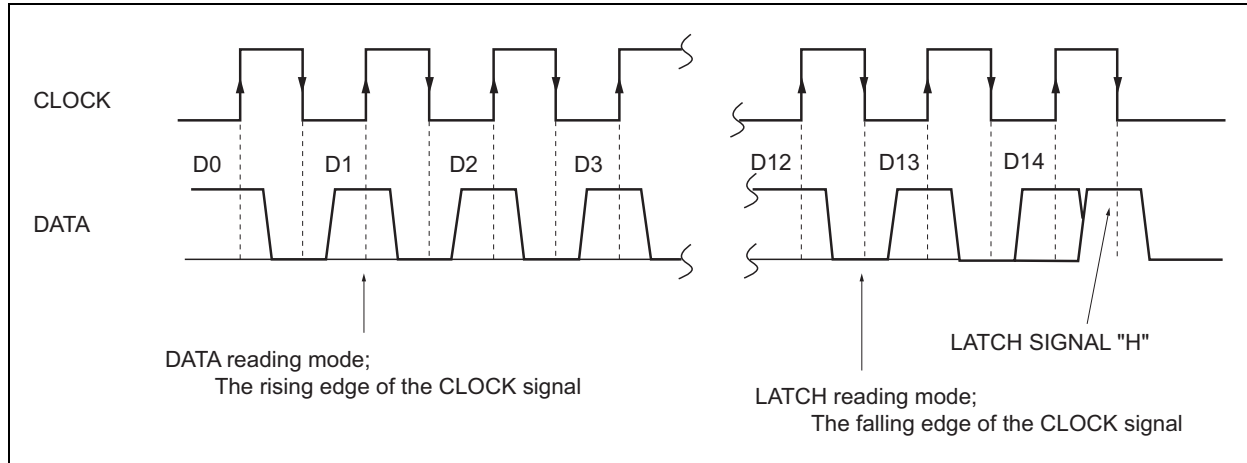 CLOCK
D0 D1 D2 D3 D12 D13 D14
DATA
DATA reading mode;
The rising edge of the CLOCK signal
LATCH SIGNAL "H"
LATCH reading mode;
The falling edge of the CLOCK signal